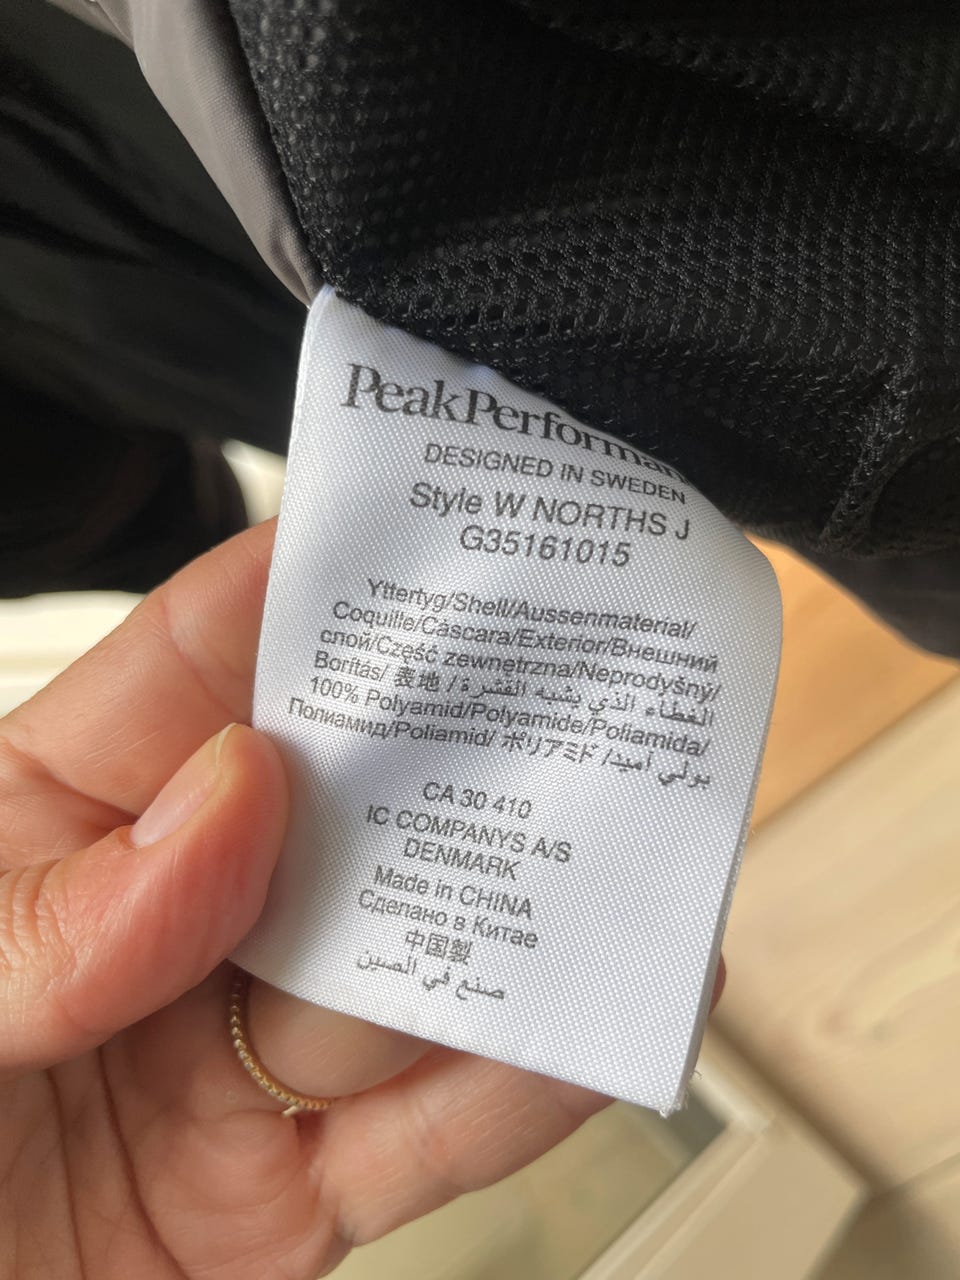 PeakPerforman
DESIGNED IN SWEDEN
Style W NORTHS J
G35161015
Yttertyg/Shell/Aussenmaterial/
Coquille/Cáscara/Exterior/Внешний
слой/Część zewnętrzna/Neprodyšný/
Borítás/ 表地 / الغطاء الذي يشبه القشرة
100% Polyamid/Polyamide/Poliamida/
Полиамид/Poliamid/ ポリアミド /بولي أميد
CA 30 410
IC COMPANYS A/S
DENMARK
Made in CHINA
Сделано в Китае
中国製
صنع في الصين